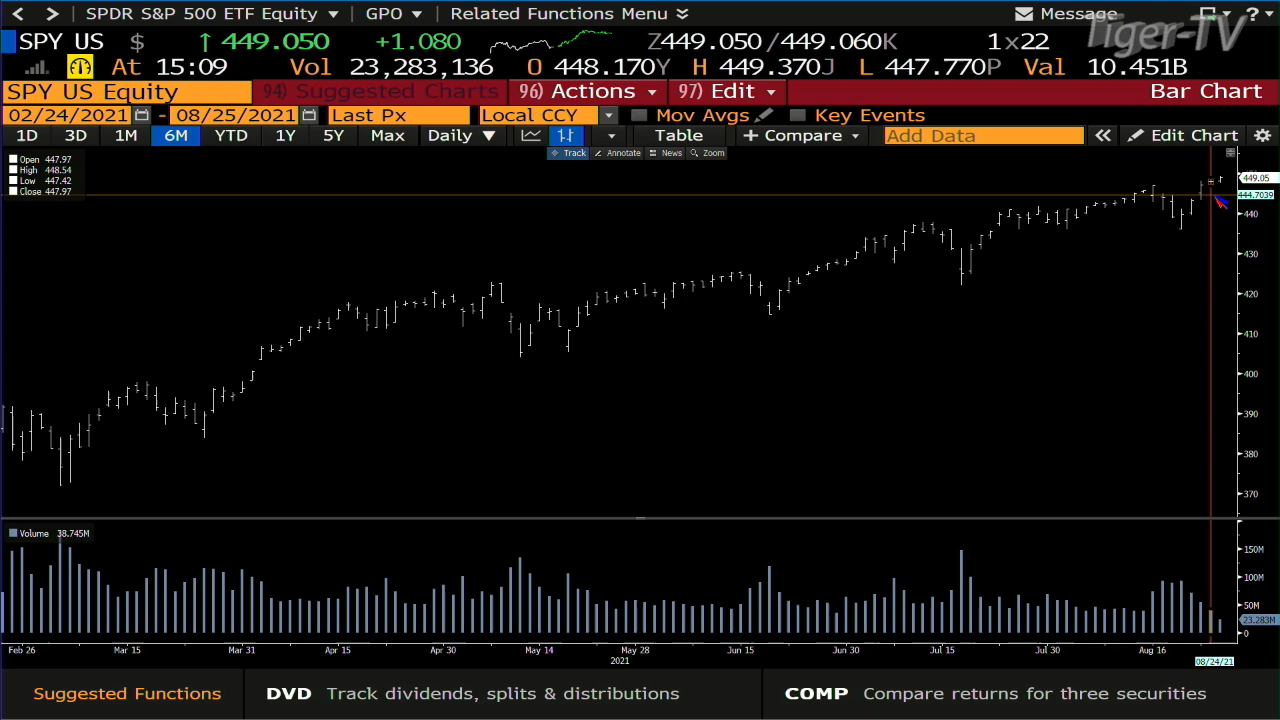 SPDR S&P 500 ETF Equity GPO Related Functions Menu Message ?
Tiger-TV
SPY US $ ↑ 449.050 +1.080 Z449.050/449.060K 1x22
At 15:09 Vol 23,283,136 O 448.170Y H 449.370J L 447.770P Val 10.451B
SPY US Equity 94) Suggested Charts 96) Actions 97) Edit Bar Chart
02/24/2021 - 08/25/2021 Last Px Local CCY Mov Avgs Key Events
1D 3D 1M 6M YTD 1Y 5Y Max Daily ▼ Table + Compare Add Data « Edit Chart
Track Annotate News Zoom
Open 447.97
High 448.54
Low 447.42
Close 447.97
449.05
444.7039
440
430
420
410
400
390
380
370
Volume 38.745M
150M
100M
50M
23.283M
0
Feb 26 Mar 15 Mar 31 Apr 15 Apr 30 May 14 May 28 Jun 15 Jun 30 Jul 15 Jul 30 Aug 16
2021 08/24/21
Suggested Functions DVD Track dividends, splits & distributions COMP Compare returns for three securities